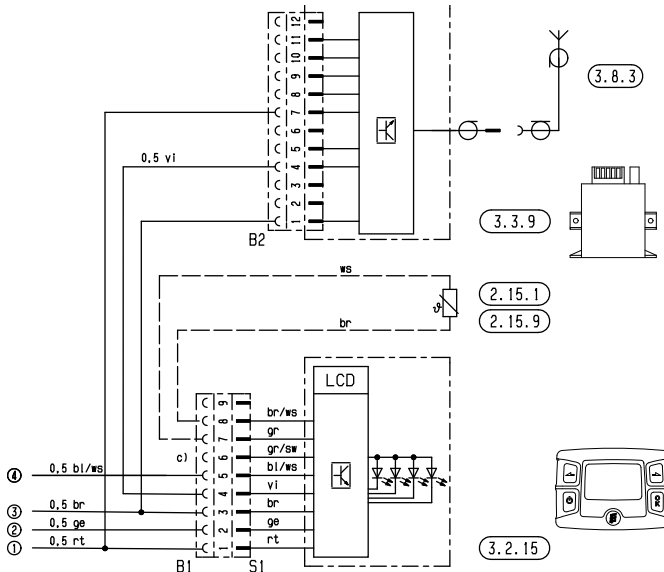 12
11
10
9
8
7
6
5
4
3
2
1
3.8.3
0,5 vi
3.3.9
B2
ws
2.15.1
br
2.15.9
LCD
9
8 br/ws
7 gr
c) 6 gr/sw
④ 0,5 bl/ws 5 bl/ws
4 vi
③ 0,5 br 3 br
② 0,5 ge 2 ge
① 0,5 rt 1 rt
3.2.15
B1 S1